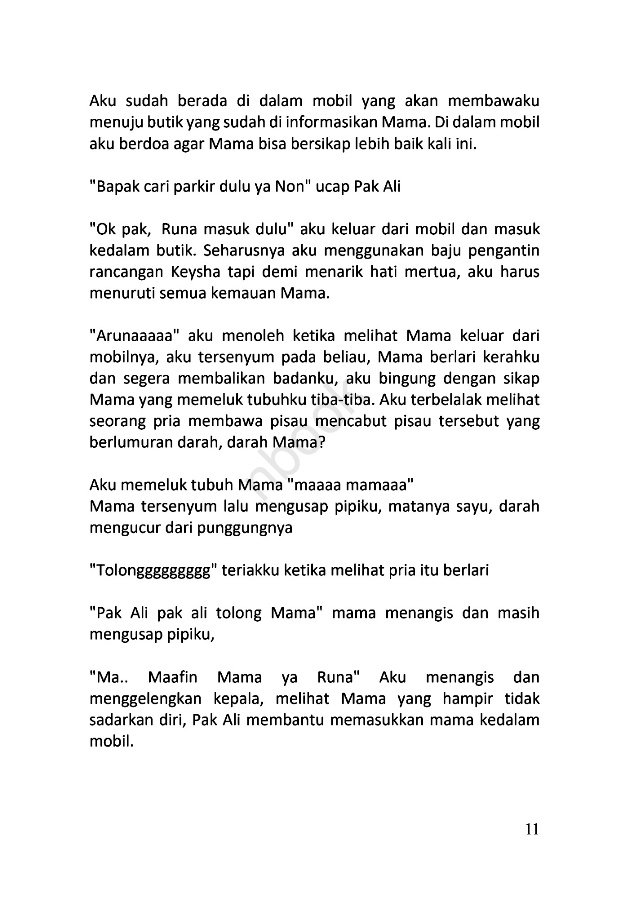 Aku sudah berada di dalam mobil yang akan membawaku
menuju butik yang sudah di informasikan Mama. Di dalam mobil
aku berdoa agar Mama bisa bersikap lebih baik kali ini.
"Bapak cari parkir dulu ya Non" ucap Pak Ali
"Ok pak, Runa masuk dulu" aku keluar dari mobil dan masuk
kedalam butik. Seharusnya aku menggunakan baju pengantin
rancangan Keysha tapi demi menarik hati mertua, aku harus
menuruti semua kemauan Mama.
"Arunaaaaa" aku menoleh ketika melihat Mama keluar dari
mobilnya, aku tersenyum pada beliau, Mama berlari kerahku
dan segera membalikan badanku, aku bingung dengan sikap
Mama yang memeluk tubuhku tiba-tiba. Aku terbelalak melihat
seorang pria membawa pisau mencabut pisau tersebut yang
berlumuran darah, darah Mama?
Aku memeluk tubuh Mama "maaaa mamaaa"
Mama tersenyum lalu mengusap pipiku, matanya sayu, darah
mengucur dari punggungnya
"Tolonggggggggg" teriakku ketika melihat pria itu berlari
"Pak Ali pak ali tolong Mama" mama menangis dan masih
mengusap pipiku,
"Ma.. Maafin Mama ya Runa" Aku menangis dan
menggelengkan kepala, melihat Mama yang hampir tidak
sadarkan diri, Pak Ali membantu memasukkan mama kedalam
mobil.
11